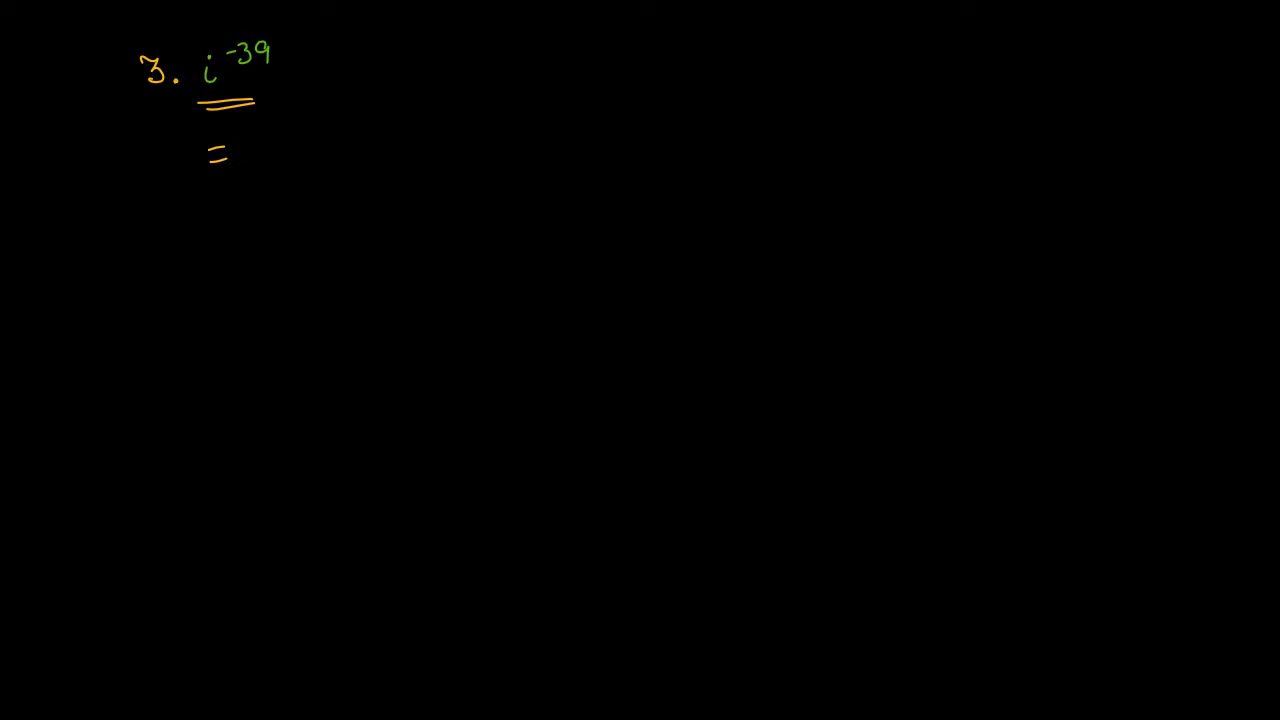 3. i⁻³⁹
=